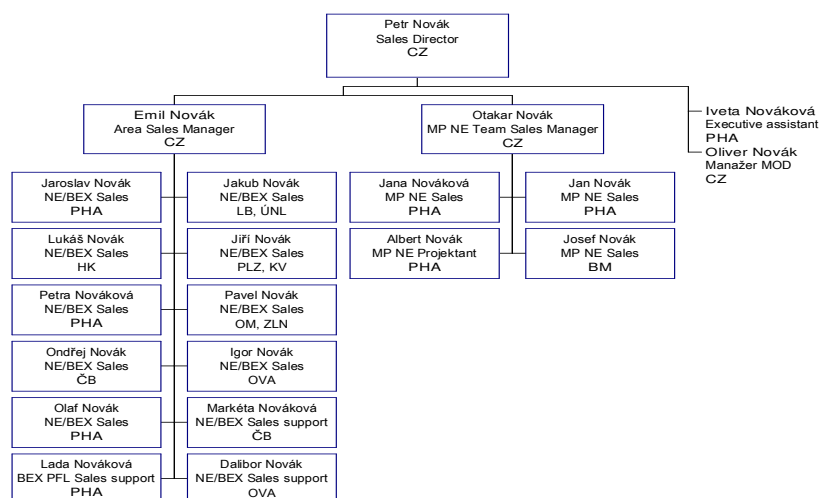 Petr Novák
Sales Director
CZ
Emil Novák
Area Sales Manager
CZ
Otakar Novák
MP NE Team Sales Manager
CZ
Iveta Nováková
Executive assistant
PHA
Oliver Novák
Manažer MOD
CZ
Jaroslav Novák
NE/BEX Sales
PHA
Jakub Novák
NE/BEX Sales
LB, ÚNL
Jana Nováková
MP NE Sales
PHA
Jan Novák
MP NE Sales
PHA
Lukáš Novák
NE/BEX Sales
HK
Jiří Novák
NE/BEX Sales
PLZ, KV
Albert Novák
MP NE Projektant
PHA
Josef Novák
MP NE Sales
BM
Petra Nováková
NE/BEX Sales
PHA
Pavel Novák
NE/BEX Sales
OM, ZLN
Ondřej Novák
NE/BEX Sales
ČB
Igor Novák
NE/BEX Sales
OVA
Olaf Novák
NE/BEX Sales
PHA
Markéta Nováková
NE/BEX Sales support
ČB
Lada Nováková
BEX PFL Sales support
PHA
Dalibor Novák
NE/BEX Sales support
OVA